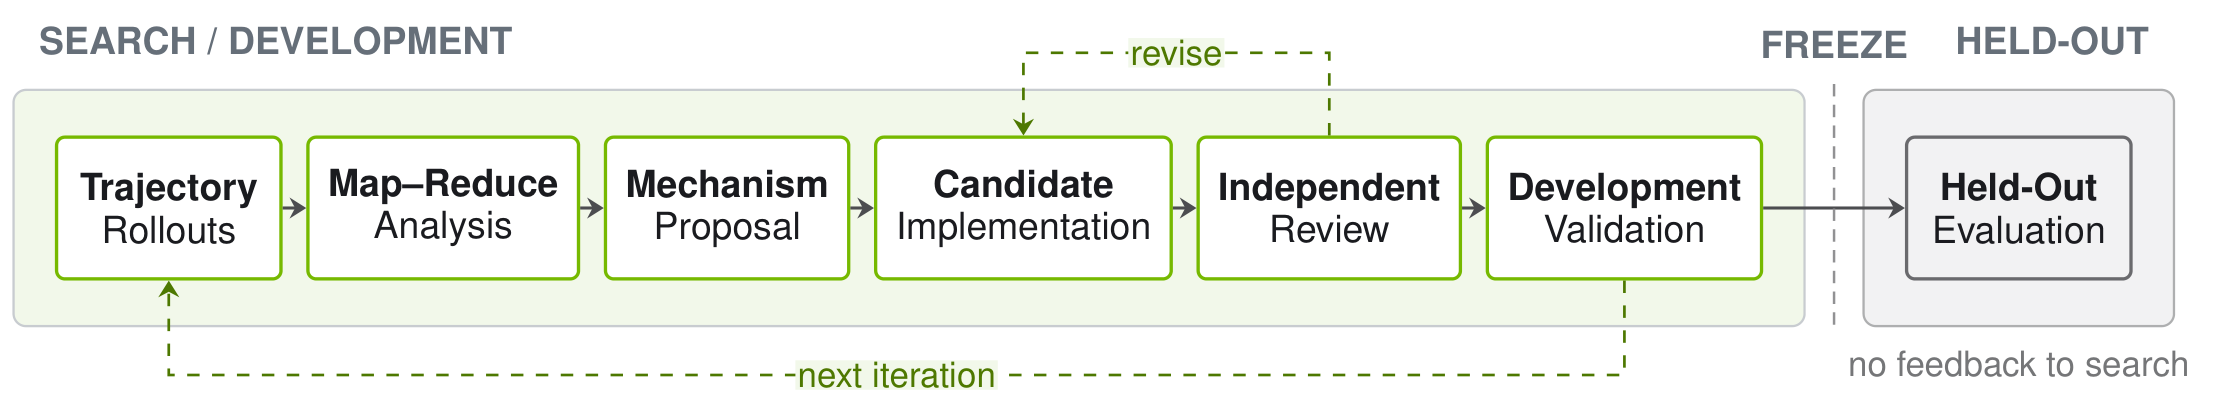 SEARCH / DEVELOPMENT
FREEZE
HELD-OUT
revise
Trajectory
Rollouts
Map–Reduce
Analysis
Mechanism
Proposal
Candidate
Implementation
Independent
Review
Development
Validation
Held-Out
Evaluation
next iteration
no feedback to search